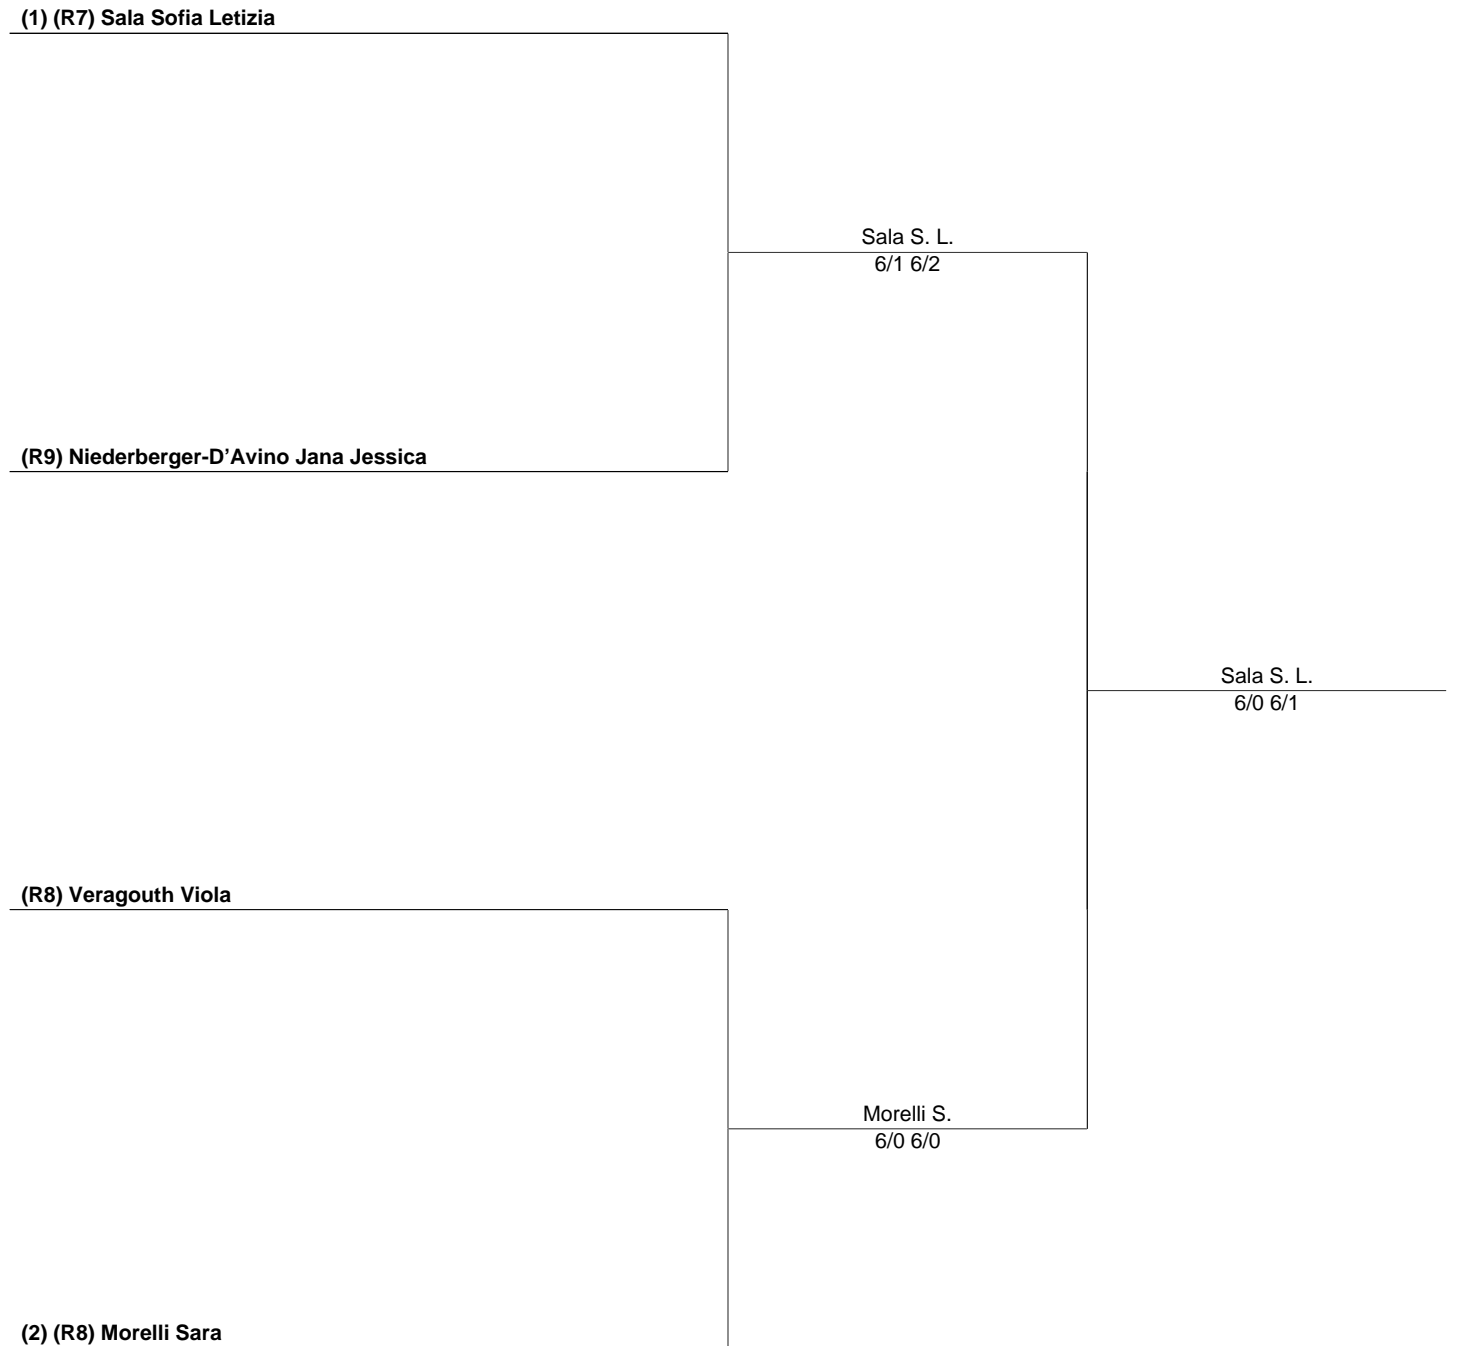 (1) (R7) Sala Sofia Letizia
Sala S. L.
6/1 6/2
(R9) Niederberger-D’Avino Jana Jessica
Sala S. L.
6/0 6/1
(R8) Veragouth Viola
Morelli S.
6/0 6/0
(2) (R8) Morelli Sara